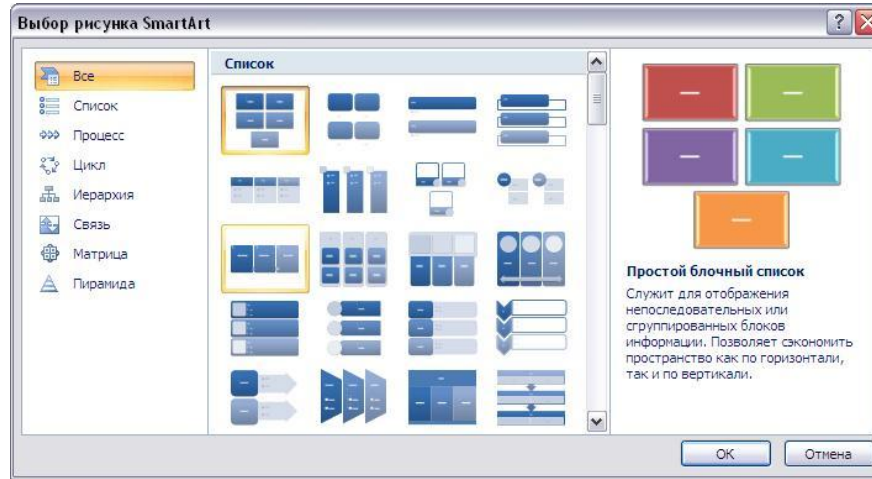 Выбор рисунка SmartArt
Все
Список
Процесс
Цикл
Иерархия
Связь
Матрица
Пирамида
Список
Простой блочный список
Служит для отображения
непоследовательных или
сгруппированных блоков
информации. Позволяет сэкономить
пространство как по горизонтали,
так и по вертикали.
ОК
Отмена